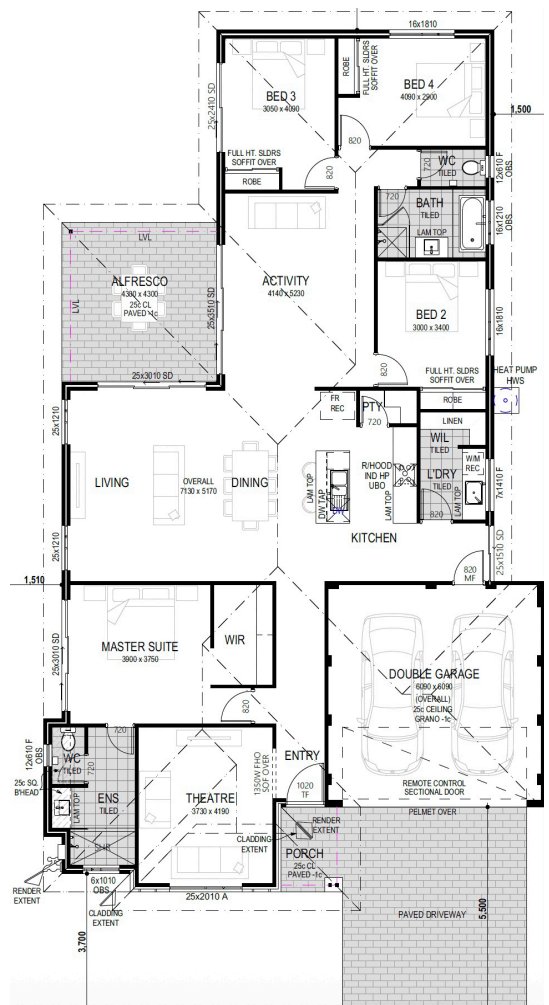 16x1810
BED 3
3050 x 4090
25x2410 SD
ROBE
FULL HT. SLDRS
SOFFIT OVER
BED 4
4090 x 2900
1,500
820
FULL HT. SLDRS
SOFFIT OVER
820
ROBE
720
WC
TILED
12x610 F
OBS
720
BATH
TILED
LAM TOP
16x1210
OBS
LVL
LVL
ALFRESCO
4300 x 4300
25c CL
PAVED -1c
25x3510 SD
25x3010 SD
ACTIVITY
4140 x 5230
BED 2
3000 x 3400
16x1810
820
FULL HT. SLDRS
SOFFIT OVER
ROBE
HEAT PUMP
HWS
FR
REC
PTY
720
LINEN
WIL
TILED
W/M
REC
L'DRY
TILED
LAM TOP
820
7x1410 F
25x1210
LIVING
OVERALL
7130 x 5170
DINING
LAM TOP
DW TAP
R/HOOD
IND HP
UBO
LAM TOP
KITCHEN
25x1210
25x1510 SD
820
MF
1,510
25x3010 SD
MASTER SUITE
3900 x 3750
WIR
820
DOUBLE GARAGE
6090 x 6090
(OVERALL)
25c CEILING
GRANO -1c
REMOTE CONTROL
SECTIONAL DOOR
PELMET OVER
720
12x610 F
OBS
WC
TILED
720
25c SQ.
B'HEAD
LAM TOP
ENS
TILED
SHR
THEATRE
3730 x 4190
1350W FHO
SOF OVER
ENTRY
1020
TF
RENDER
EXTENT
CLADDING
EXTENT
PORCH
25c CL
PAVED -1c
RENDER
EXTENT
6x1010
OBS
CLADDING
EXTENT
25x2010 A
PAVED DRIVEWAY
3,700
5,500